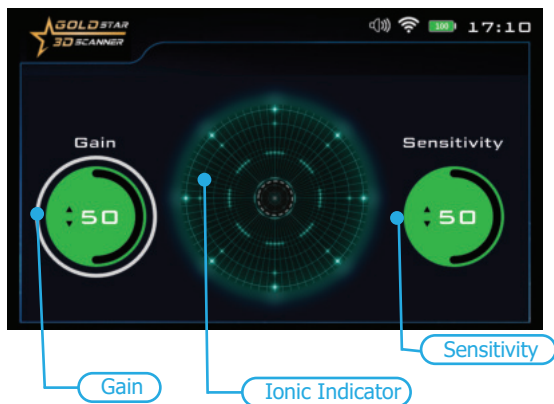 GOLD STAR
3D SCANNER
100
17:10
Gain
Sensitivity
50
50
Sensitivity
Gain
Ionic Indicator